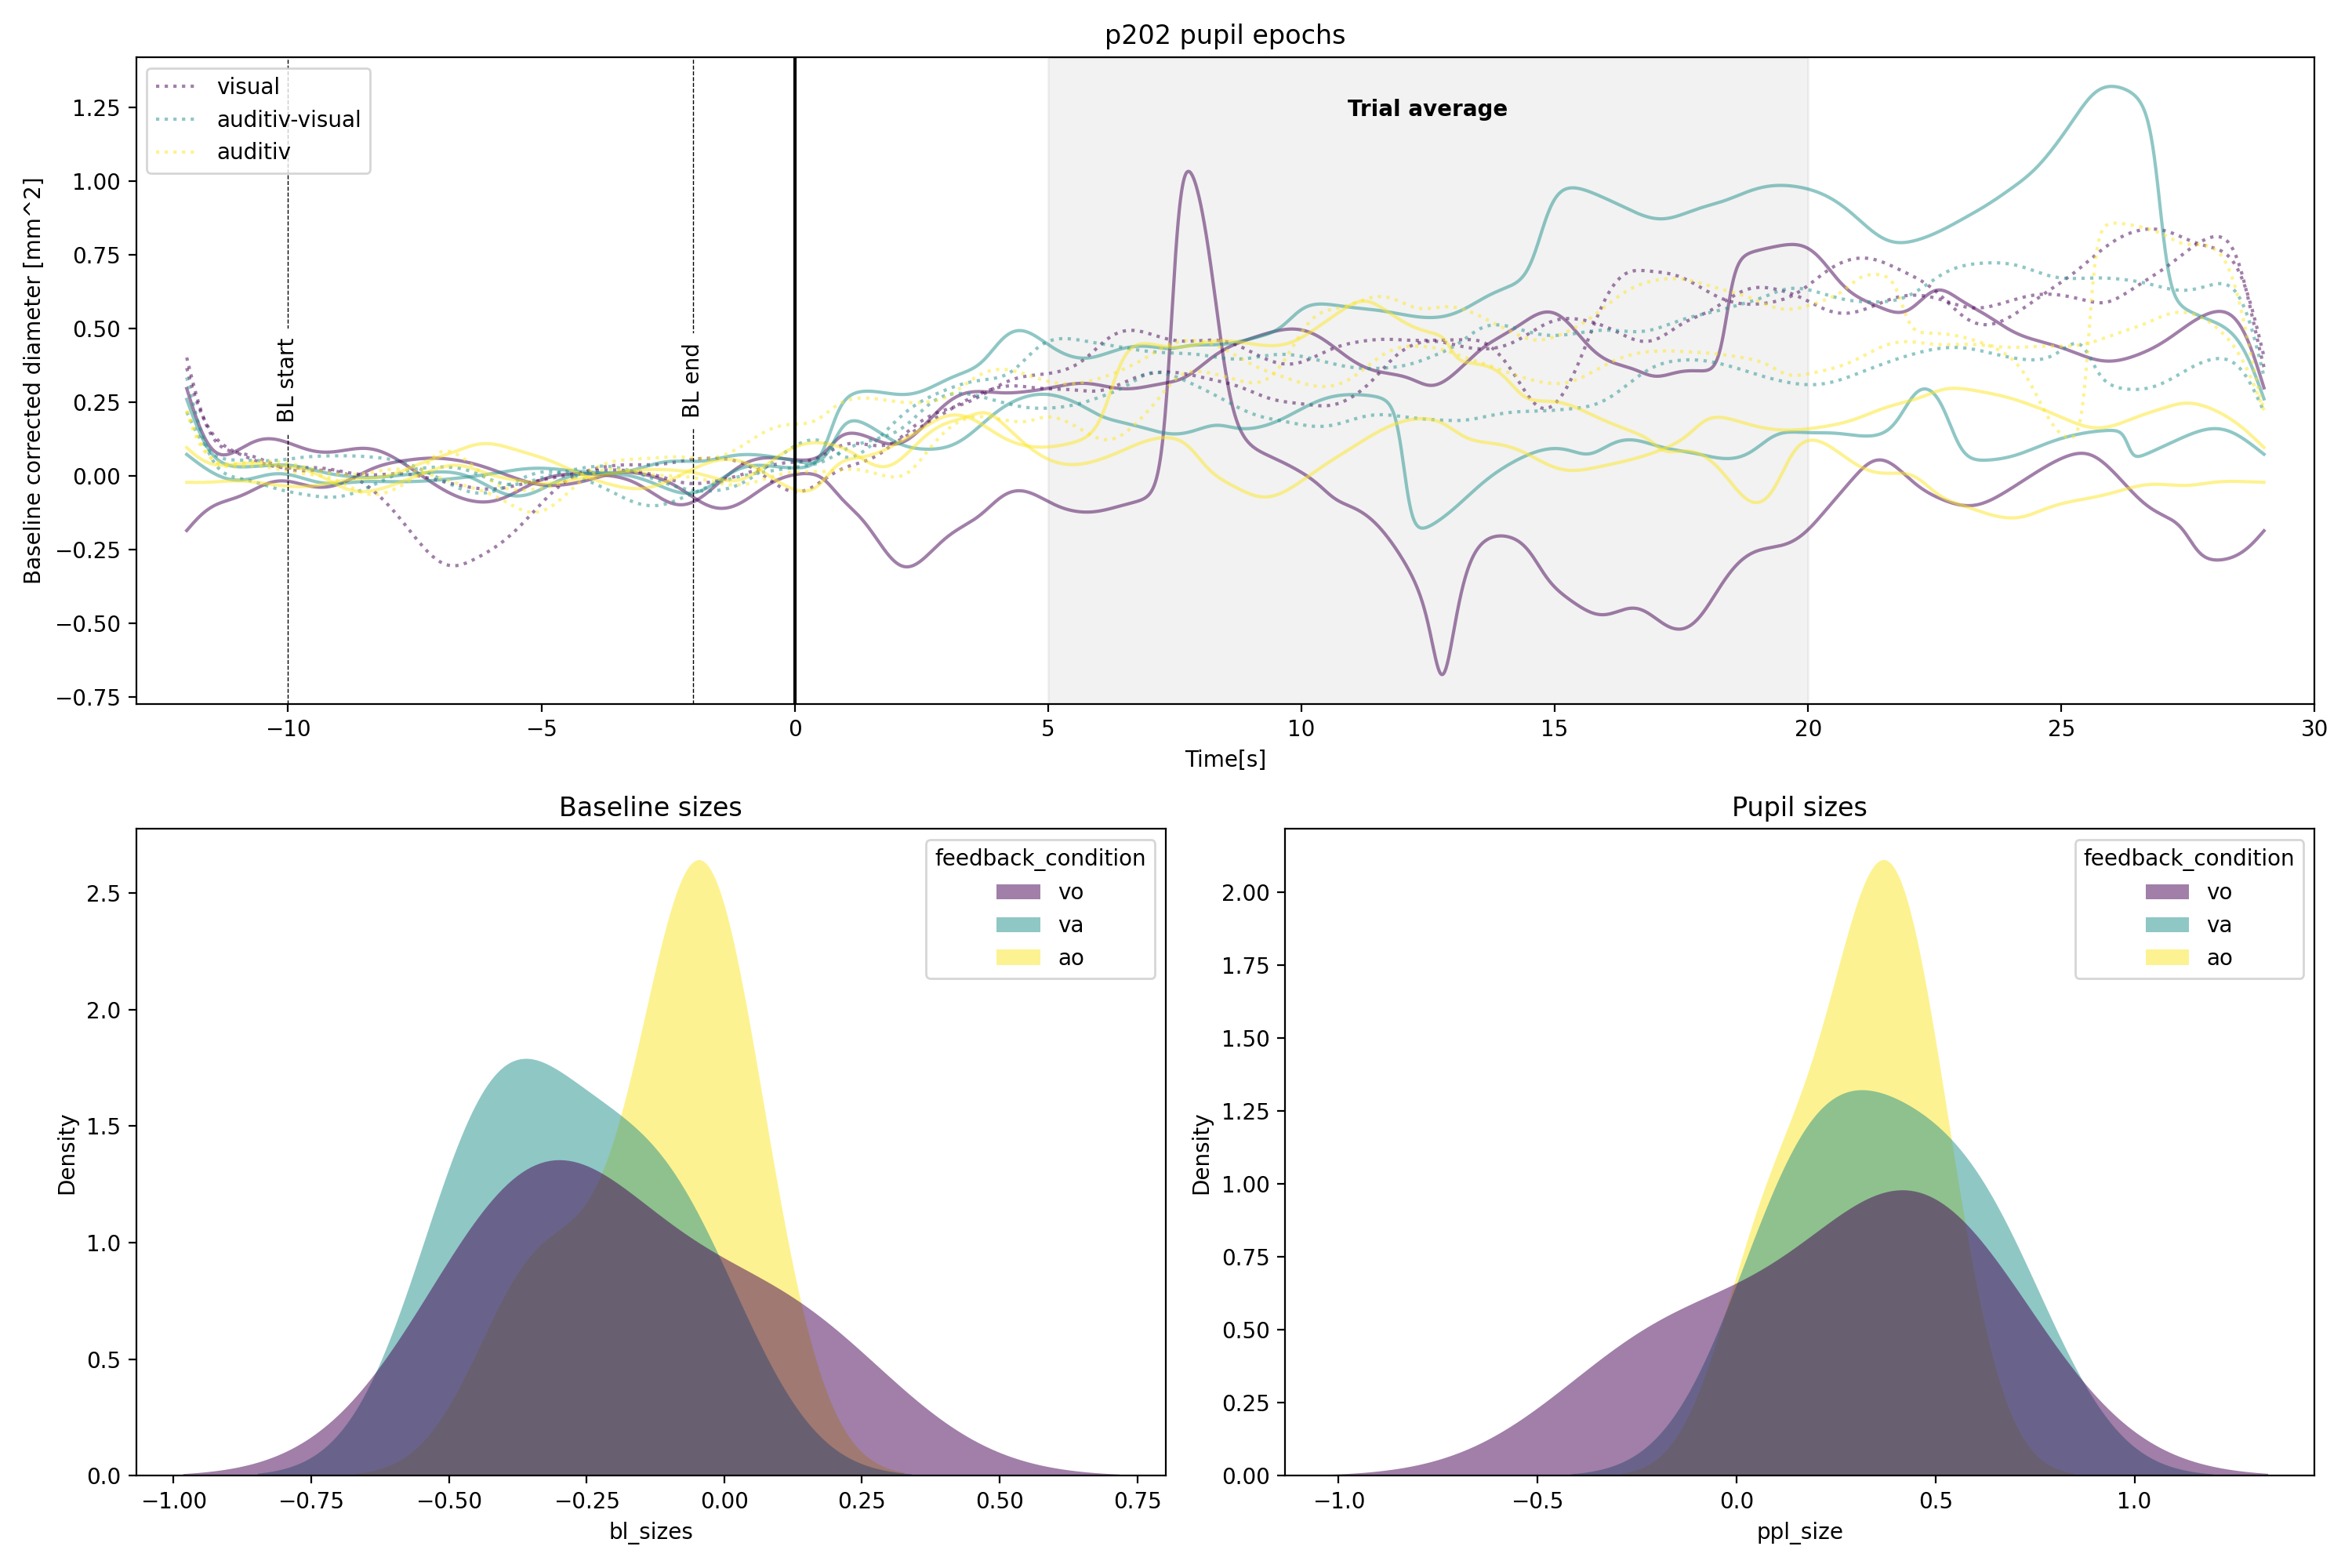 p202 pupil epochs
visual
auditiv-visual
auditiv
Trial average
BL start
BL end
Baseline corrected diameter [mm^2]
1.25
1.00
0.75
0.50
0.25
0.00
−0.25
−0.50
−0.75
−10
−5
0
5
10
15
20
25
30
Time[s]
Baseline sizes
feedback_condition
vo
va
ao
Density
2.5
2.0
1.5
1.0
0.5
0.0
−1.00
−0.75
−0.50
−0.25
0.00
0.25
0.50
0.75
bl_sizes
Pupil sizes
feedback_condition
vo
va
ao
Density
2.00
1.75
1.50
1.25
1.00
0.75
0.50
0.25
0.00
−1.0
−0.5
0.0
0.5
1.0
ppl_size